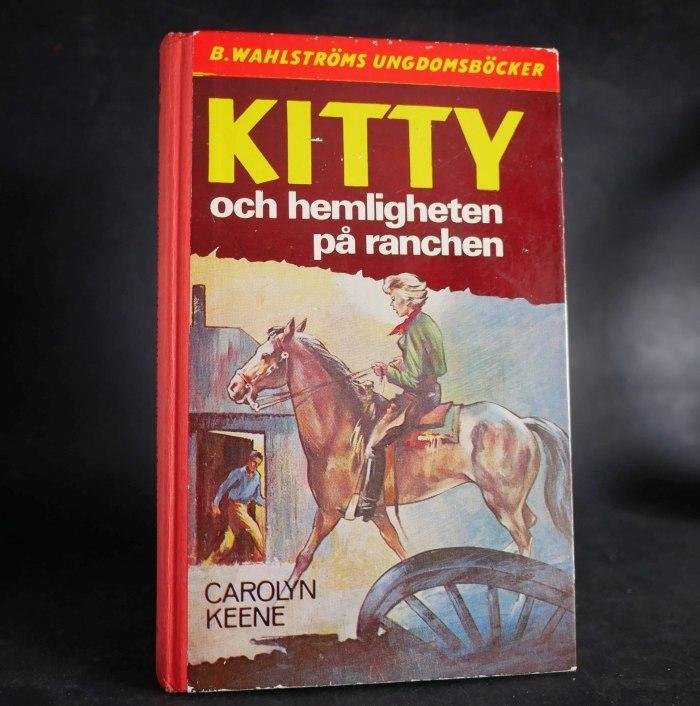 B.WAHLSTRÖMS UNGDOMSBÖCKER
KITTY
och hemligheten
på ranchen
CAROLYN
KEENE